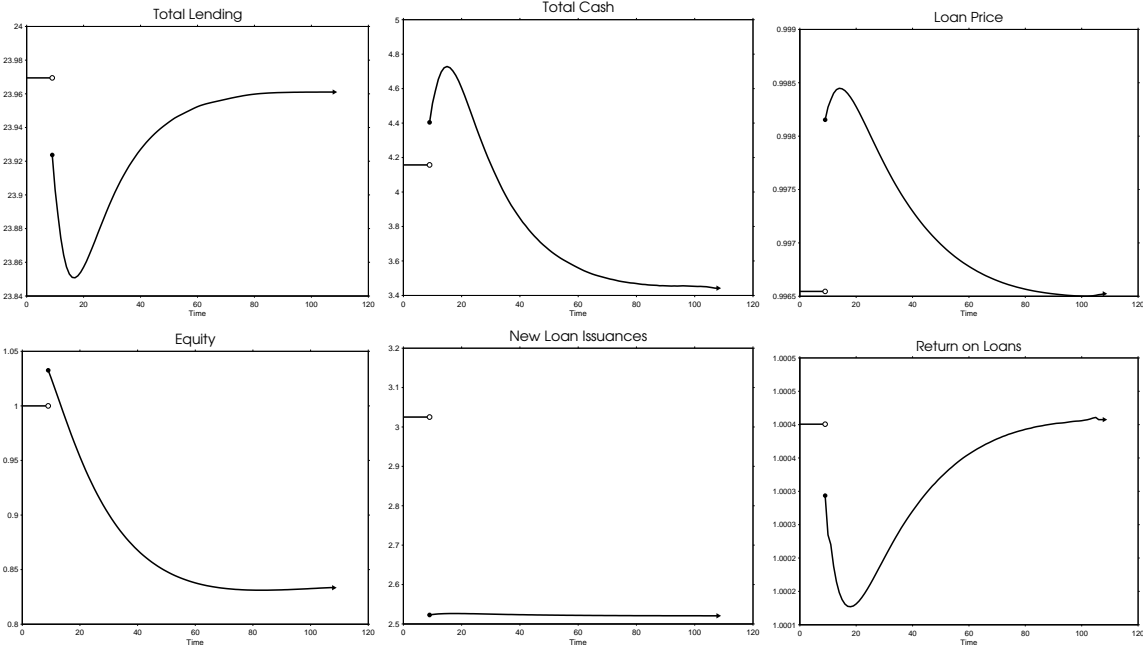 Total Lending
24
23.98
23.96
23.94
23.92
23.9
23.88
23.86
23.84
0 20 40 60 80 100 120
Time
Total Cash
5
4.8
4.6
4.4
4.2
4
3.8
3.6
3.4
0 20 40 60 80 100 120
Time
Loan Price
0.999
0.9985
0.998
0.9975
0.997
0.9965
0 20 40 60 80 100 120
Time
Equity
1.05
1
0.95
0.9
0.85
0.8
0 20 40 60 80 100 120
Time
New Loan Issuances
3.2
3.1
3
2.9
2.8
2.7
2.6
2.5
0 20 40 60 80 100 120
Time
Return on Loans
1.0005
1.0005
1.0004
1.0004
1.0003
1.0003
1.0002
1.0002
1.0001
0 20 40 60 80 100 120
Time